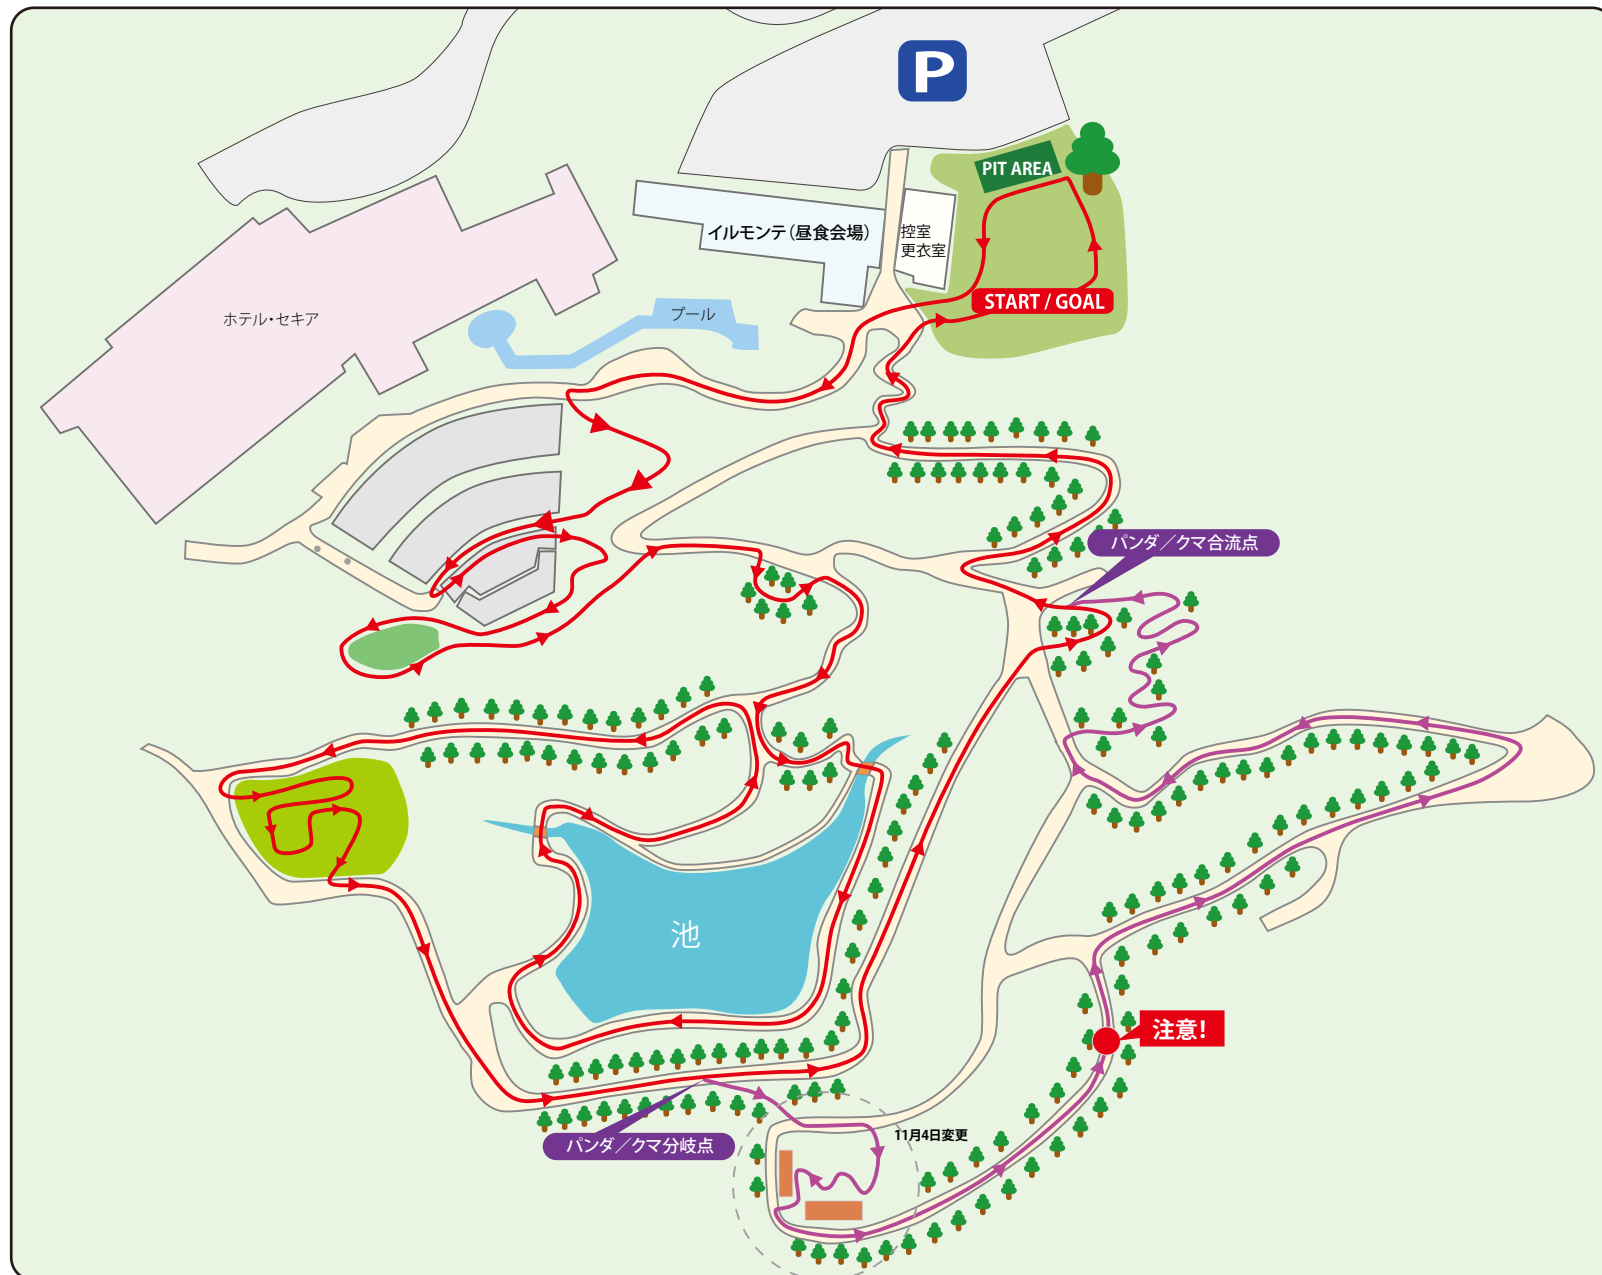 P
PIT AREA
イルモンテ（昼食会場）
控室
更衣室
START / GOAL
プール
ホテル・セキア
パンダ／クマ合流点
池
注意！
パンダ／クマ分岐点
11月4日変更